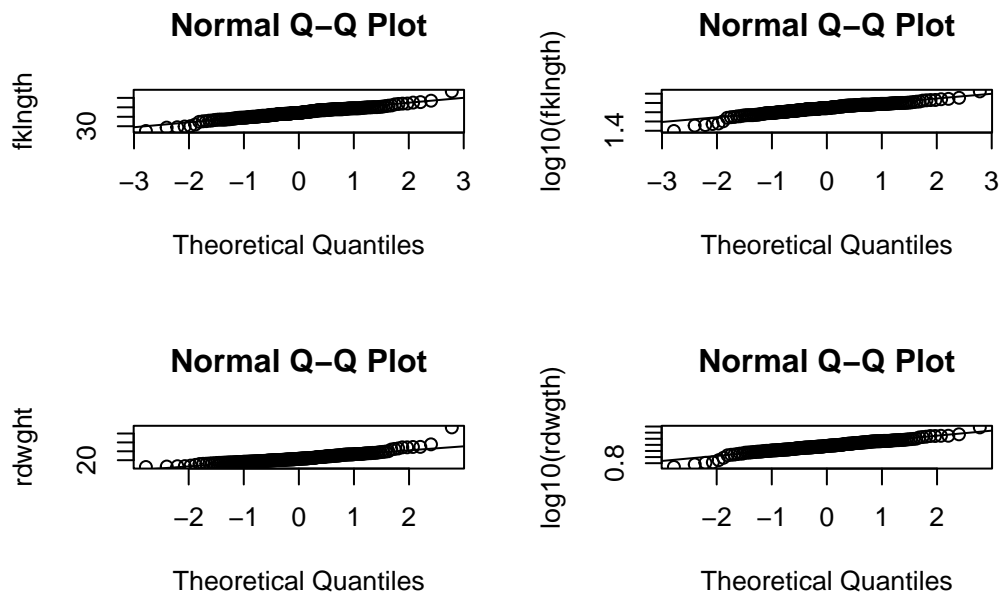 Normal Q−Q Plot
fklngth
30
−3 −2 −1 0 1 2 3
Theoretical Quantiles
Normal Q−Q Plot
log10(fklngth)
1.4
−3 −2 −1 0 1 2 3
Theoretical Quantiles
Normal Q−Q Plot
rdwght
20
−2 −1 0 1 2
Theoretical Quantiles
Normal Q−Q Plot
log10(rdwgth)
0.8
−2 −1 0 1 2
Theoretical Quantiles